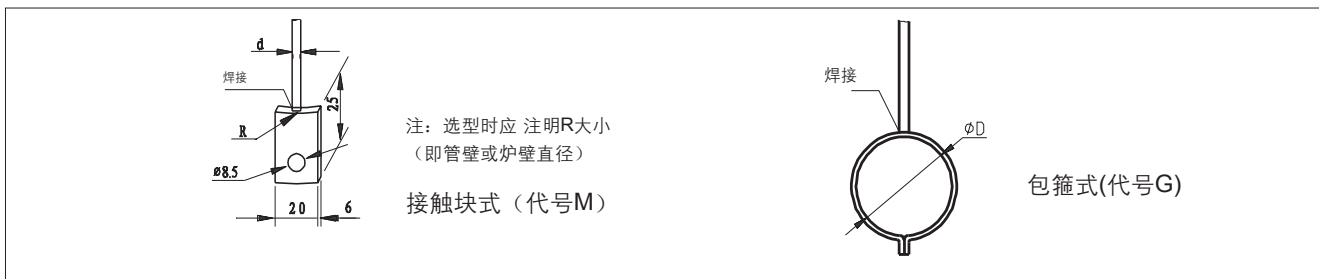 d
焊接
25
R
ø8.5
20
6
注：选型时应 注明R大小
（即管壁或炉壁直径）
接触块式（代号M）
焊接
øD
包箍式(代号G)